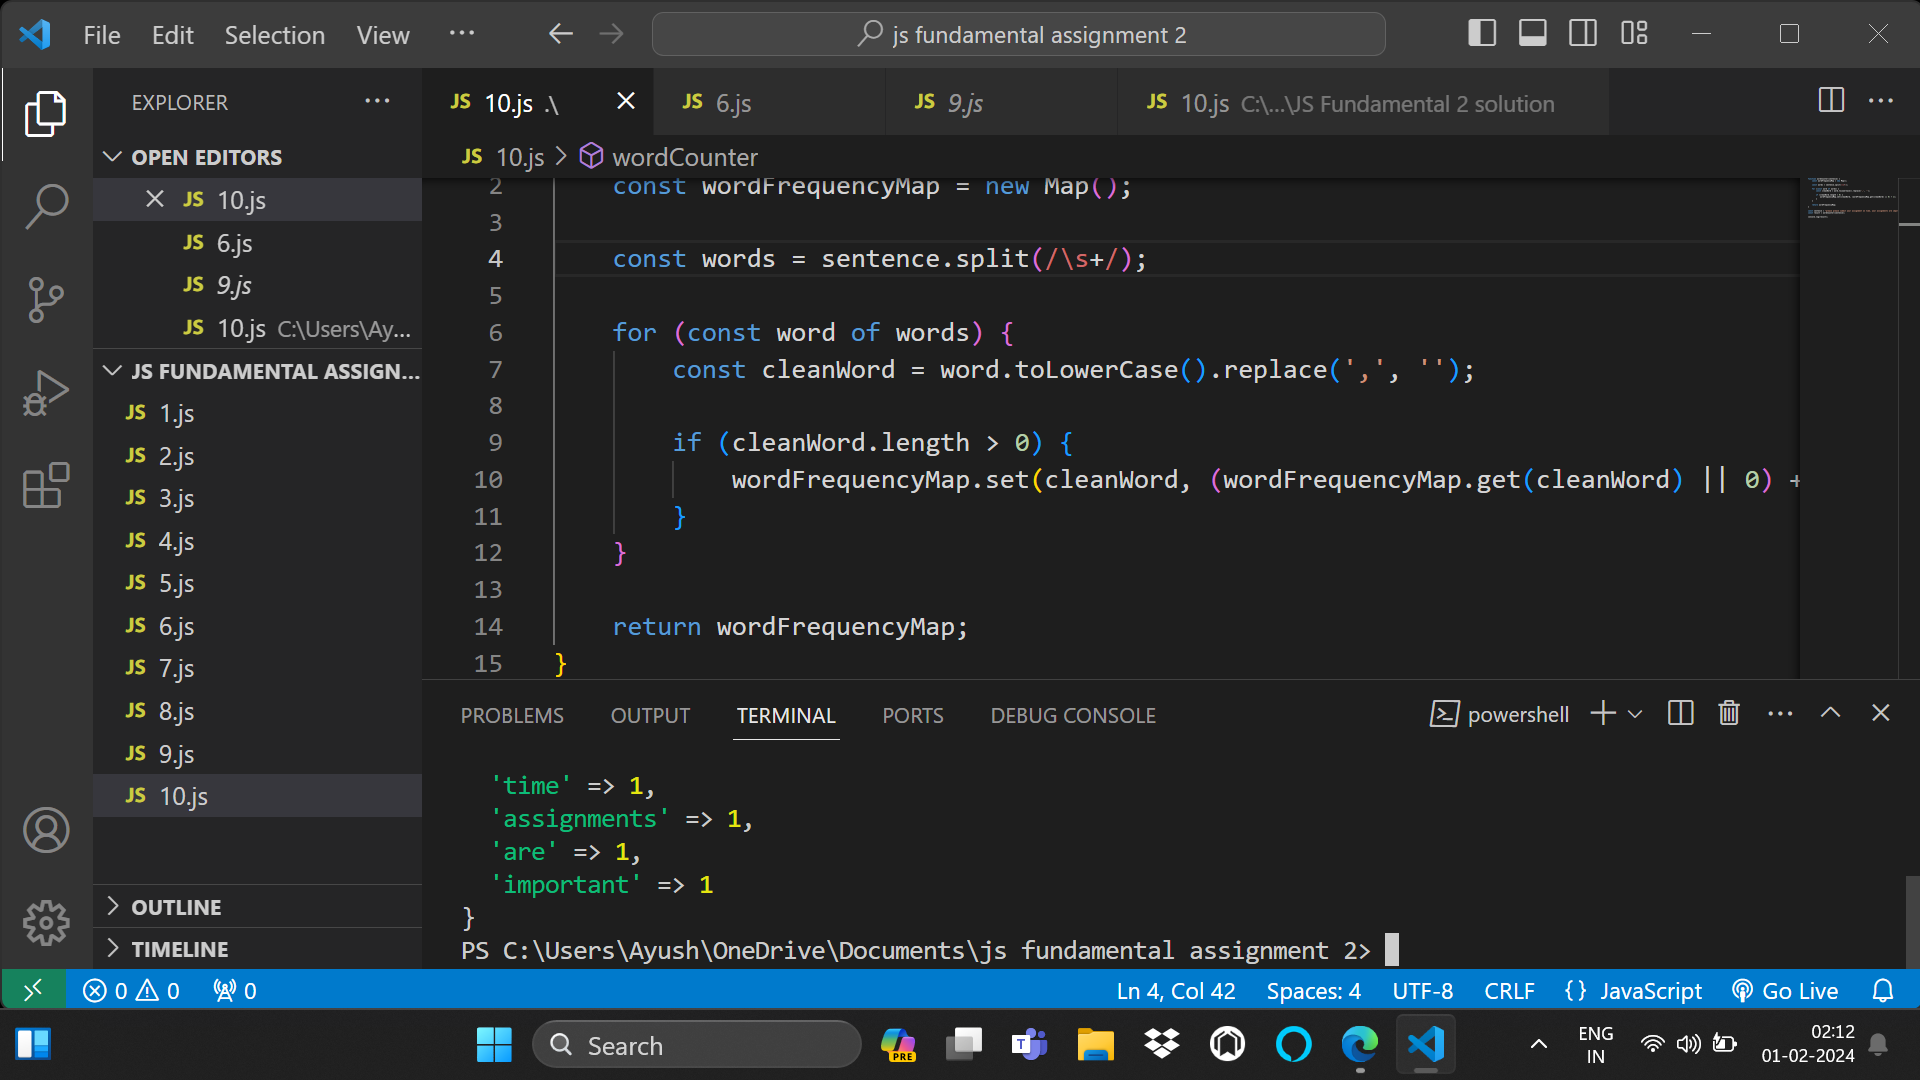 File Edit Selection View ··· js fundamental assignment 2
EXPLORER
OPEN EDITORS
JS 10.js
JS 6.js
JS 9.js
JS 10.js C:\Users\Ay...
JS FUNDAMENTAL ASSIGN...
JS 1.js
JS 2.js
JS 3.js
JS 4.js
JS 5.js
JS 6.js
JS 7.js
JS 8.js
JS 9.js
JS 10.js
OUTLINE
TIMELINE
JS 10.js .\ JS 6.js JS 9.js JS 10.js C:\...\JS Fundamental 2 solution
JS 10.js > wordCounter
2 const wordFrequencyMap = new Map();
3
4 const words = sentence.split(/\s+/);
5
6 for (const word of words) {
7 const cleanWord = word.toLowerCase().replace(',', '');
8
9 if (cleanWord.length > 0) {
10 wordFrequencyMap.set(cleanWord, (wordFrequencyMap.get(cleanWord) || 0) +
11 }
12 }
13
14 return wordFrequencyMap;
15 }
PROBLEMS OUTPUT TERMINAL PORTS DEBUG CONSOLE powershell
'time' => 1,
'assignments' => 1,
'are' => 1,
'important' => 1
}
PS C:\Users\Ayush\OneDrive\Documents\js fundamental assignment 2>
0 0 0 Ln 4, Col 42 Spaces: 4 UTF-8 CRLF {} JavaScript Go Live
Search PRE T ENG IN 02:12 01-02-2024